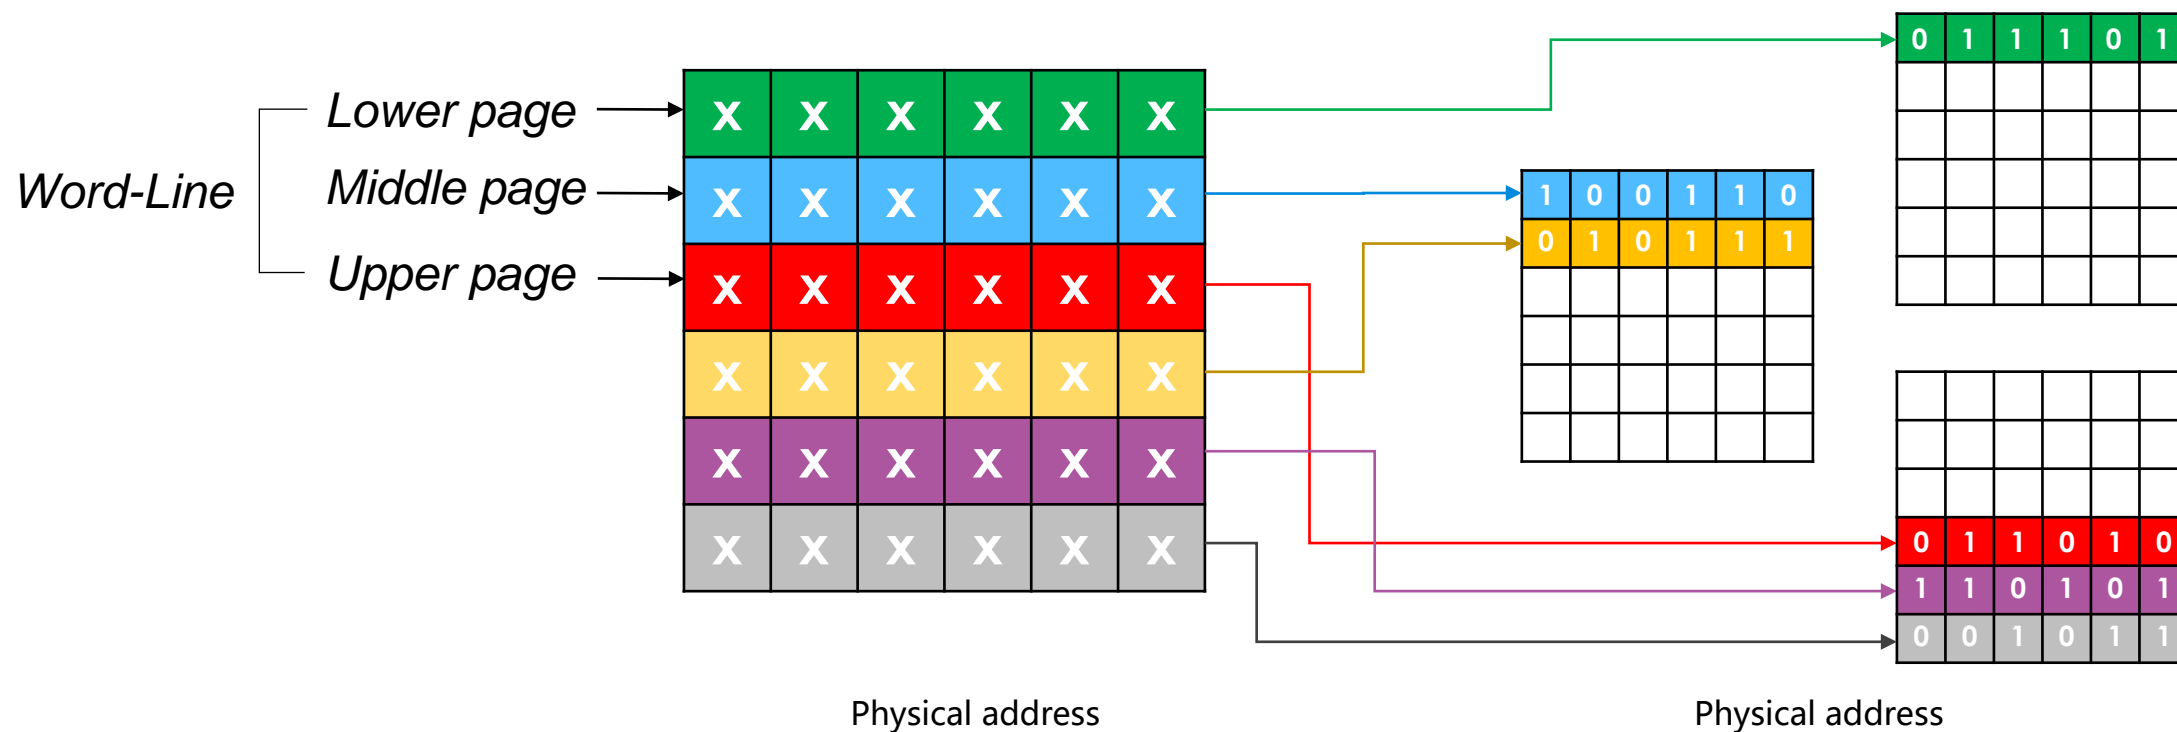 Word-Line
Lower page
Middle page
Upper page
X X X X X X
X X X X X X
X X X X X X
X X X X X X
X X X X X X
X X X X X X
1 0 0 1 1 0
0 1 0 1 1 1
0 1 1 1 0 1
0 1 1 0 1 0
1 1 0 1 0 1
0 0 1 0 1 1
Physical address
Physical address